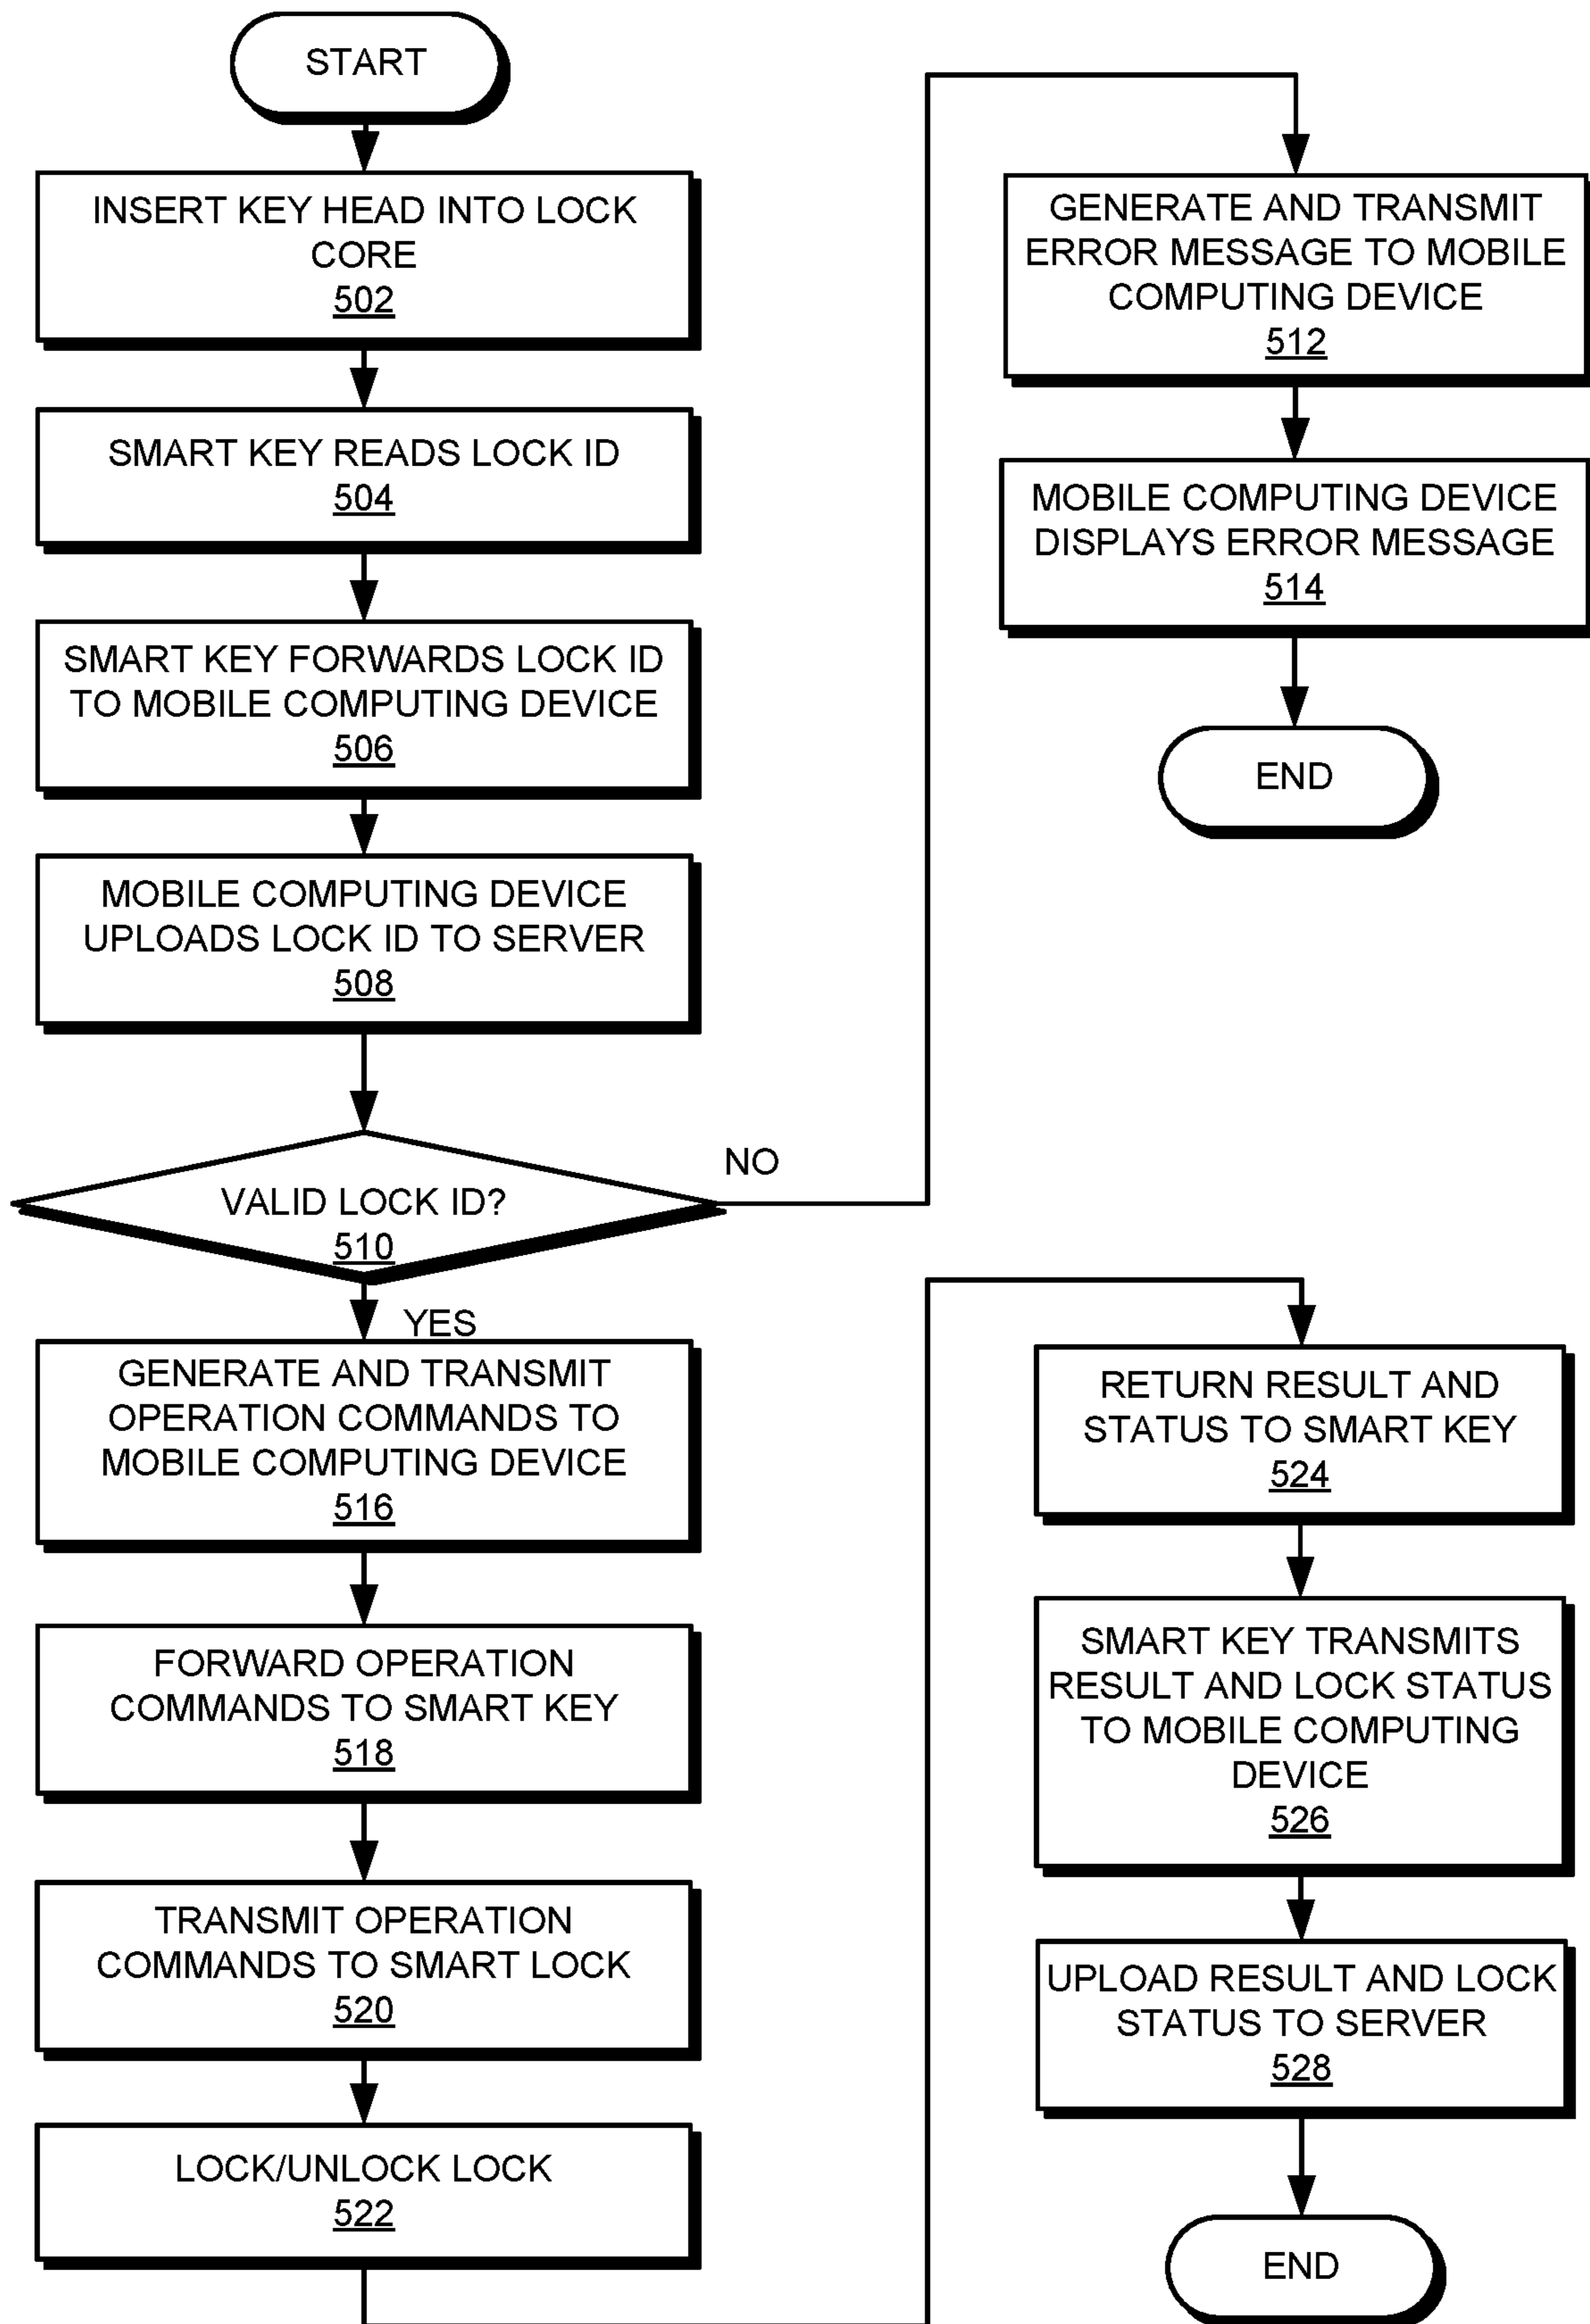 START
INSERT KEY HEAD INTO LOCK
CORE
502
SMART KEY READS LOCK ID
504
SMART KEY FORWARDS LOCK ID
TO MOBILE COMPUTING DEVICE
506
MOBILE COMPUTING DEVICE
UPLOADS LOCK ID TO SERVER
508
VALID LOCK ID?
510
NO
GENERATE AND TRANSMIT
ERROR MESSAGE TO MOBILE
COMPUTING DEVICE
512
MOBILE COMPUTING DEVICE
DISPLAYS ERROR MESSAGE
514
END
YES
GENERATE AND TRANSMIT
OPERATION COMMANDS TO
MOBILE COMPUTING DEVICE
516
FORWARD OPERATION
COMMANDS TO SMART KEY
518
TRANSMIT OPERATION
COMMANDS TO SMART LOCK
520
LOCK/UNLOCK LOCK
522
RETURN RESULT AND
STATUS TO SMART KEY
524
SMART KEY TRANSMITS
RESULT AND LOCK STATUS
TO MOBILE COMPUTING
DEVICE
526
UPLOAD RESULT AND LOCK
STATUS TO SERVER
528
END